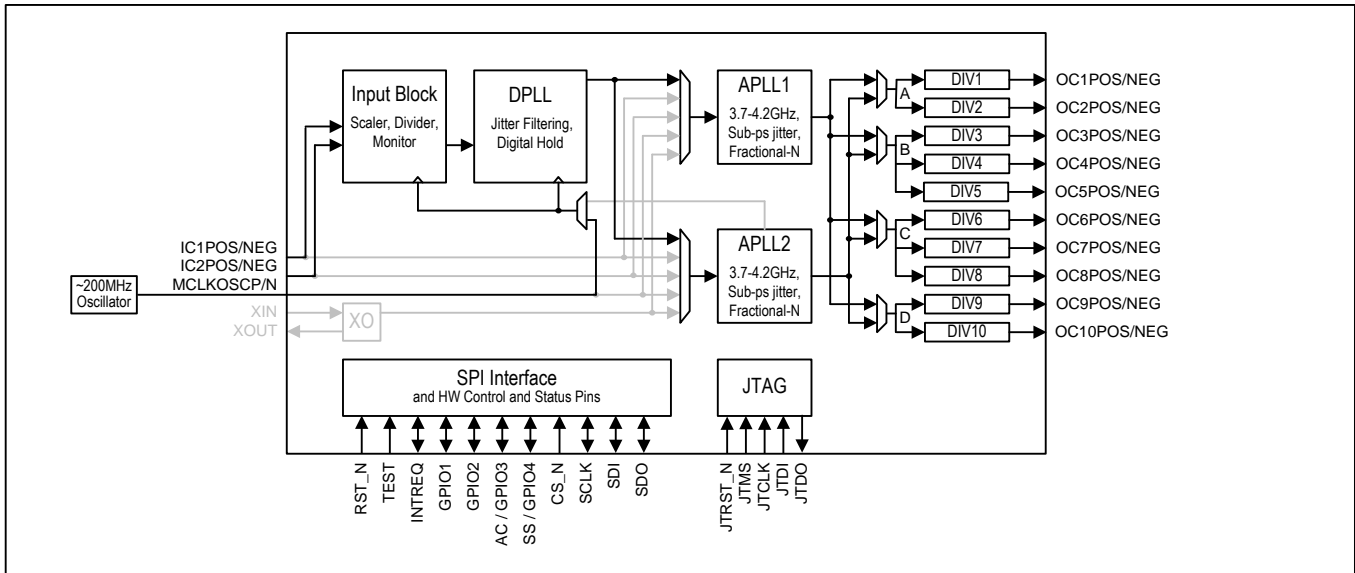 Input Block
Scaler, Divider,
Monitor
DPLL
Jitter Filtering,
Digital Hold
APLL1
3.7-4.2GHz,
Sub-ps jitter,
Fractional-N
APLL2
3.7-4.2GHz,
Sub-ps jitter,
Fractional-N
A
B
C
D
DIV1
DIV2
DIV3
DIV4
DIV5
DIV6
DIV7
DIV8
DIV9
DIV10
OC1POS/NEG
OC2POS/NEG
OC3POS/NEG
OC4POS/NEG
OC5POS/NEG
OC6POS/NEG
OC7POS/NEG
OC8POS/NEG
OC9POS/NEG
OC10POS/NEG
IC1POS/NEG
IC2POS/NEG
MCLKOSCP/N
~200MHz
Oscillator
XIN
XOUT
XO
SPI Interface
and HW Control and Status Pins
JTAG
RST_N
TEST
INTREQ
GPIO1
GPIO2
AC / GPIO3
SS / GPIO4
CS_N
SCLK
SDI
SDO
JTRST_N
JTMS
JTCLK
JTDI
JTDO